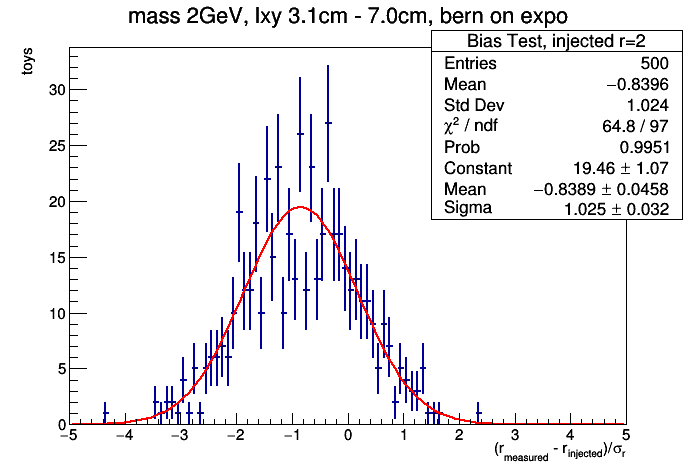 mass 2GeV, lxy 3.1cm - 7.0cm, bern on expo
toys
Bias Test, injected r=2
Entries 500
Mean −0.8396
Std Dev 1.024
χ² / ndf 64.8 / 97
Prob 0.9951
Constant 19.46 ± 1.07
Mean −0.8389 ± 0.0458
Sigma 1.025 ± 0.032
30
25
20
15
10
5
0
−5 −4 −3 −2 −1 0 1 2 3 4 5
(r_measured - r_injected)/σ_r